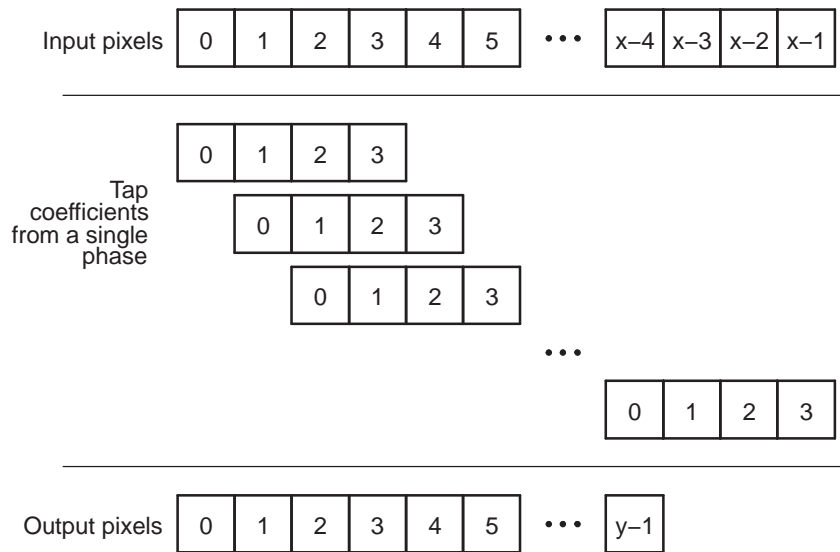 Input pixels 0 1 2 3 4 5 ••• x−4 x−3 x−2 x−1
0 1 2 3
Tap
coefficients
from a single
phase
0 1 2 3
0 1 2 3
•••
0 1 2 3
Output pixels 0 1 2 3 4 5 ••• y−1